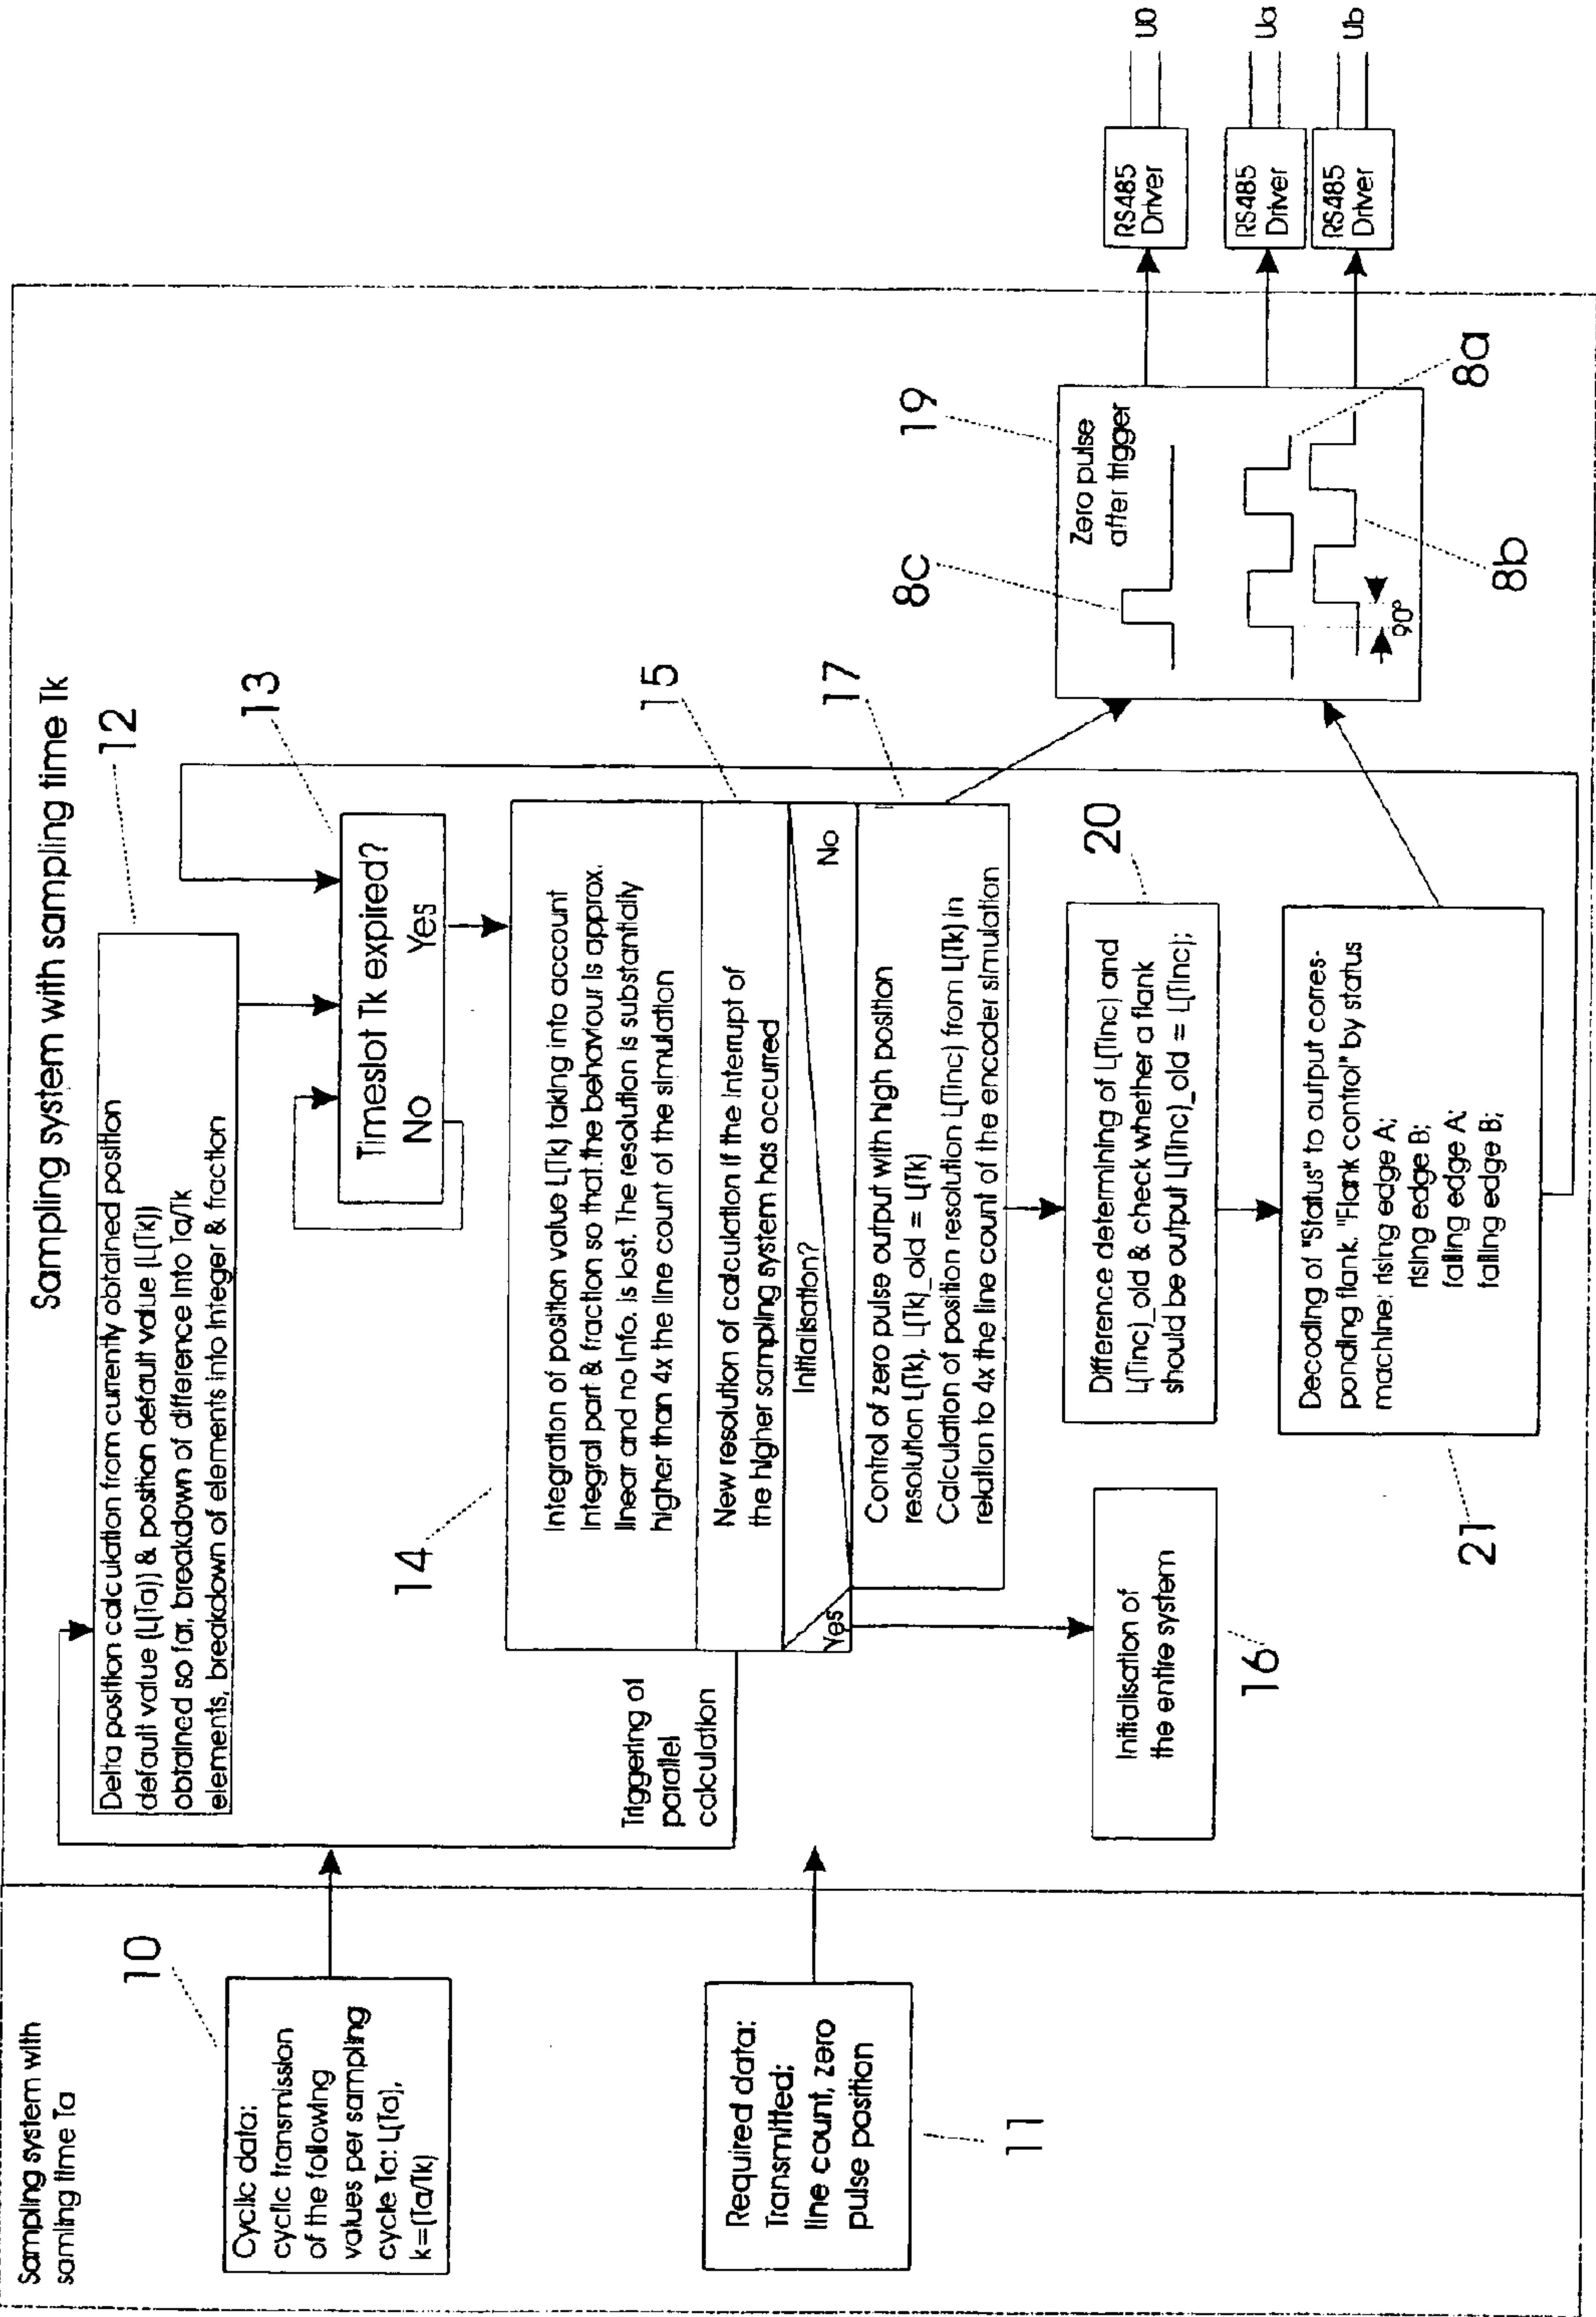 Sampling system with
samling time Ta
10
Cyclic data:
cyclic transmission
of the following
values per sampling
cycle Ta: L(Ta),
k=(Ta/Tk)
Required data:
Transmitted:
line count, zero
pulse position
11
Sampling system with sampling time Tk
12
Delta position calculation from currently obtained position
default value (L(Ta)) & position default value (L(Tk))
obtained so far, breakdown of difference into Ta/Tk
elements, breakdown of elements into integer & fraction
13
Timeslot Tk expired?
No Yes
14
Integration of position value L(Tk) taking into account
integral part & fraction so that the behaviour is approx.
linear and no info. is lost. The resolution is substantially
higher than 4x the line count of the simulation
15
New resolution of calculation if the interrupt of
the higher sampling system has occurred
Initialisation?
Yes
No
17
Control of zero pulse output with high position
resolution L(Tk). L(Tk)_old = L(Tk)
Calculation of position resolution L(Tinc) from L(Tk) in
relation to 4x the line count of the encoder simulation
Triggering of
parallel
calculation
Initialisation of
the entire system
16
20
Difference determining of L(Tinc) and
L(Tinc)_old & check whether a flank
should be output L(Tinc)_old = L(Tinc);
Decoding of "Status" to output corres-
ponding flank. "Flank control" by status
machine: rising edge A;
rising edge B;
falling edge A;
falling edge B;
21
19
Zero pulse
after trigger
8c
8a
8b
90°
RS485
Driver
U0
RS485
Driver
Ua
RS485
Driver
Ub